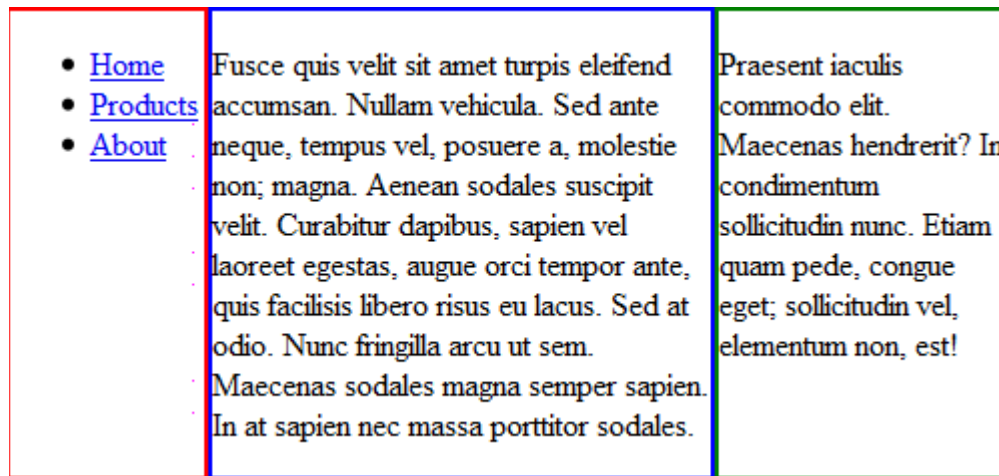 Home
Products
About
Fusce quis velit sit amet turpis eleifend
accumsan. Nullam vehicula. Sed ante
neque, tempus vel, posuere a, molestie
non; magna. Aenean sodales suscipit
velit. Curabitur dapibus, sapien vel
laoreet egestas, augue orci tempor ante,
quis facilisis libero risus eu lacus. Sed at
odio. Nunc fringilla arcu ut sem.
Maecenas sodales magna semper sapien.
In at sapien nec massa porttitor sodales.
Praesent iaculis
commodo elit.
Maecenas hendrerit? In
condimentum
sollicitudin nunc. Etiam
quam pede, congue
eget; sollicitudin vel,
elementum non, est!